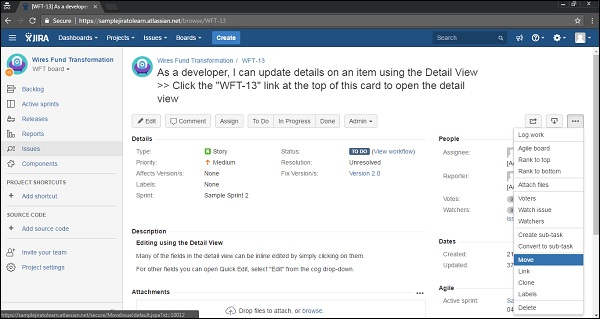 [WFT-13] As a developer
Secure
https://samplejiratolearn.atlassian.net/browse/WFT-13
JIRA
Dashboards
Projects
Issues
Boards
Create
Search
Wires Fund Transformation
WFT board
Backlog
Active sprints
Releases
Reports
Issues
Components
PROJECT SHORTCUTS
Add shortcut
SOURCE CODE
Add source code
Invite your team
Project settings
Wires Fund Transformation / WFT-13
As a developer, I can update details on an item using the Detail View
>> Click the "WFT-13" link at the top of this card to open the detail
view
Edit
Comment
Assign
To Do
In Progress
Done
Admin
Details
Type: Story
Status: TO DO (View workflow)
Priority: Medium
Resolution: Unresolved
Affects Version/s: None
Fix Version/s: Version 2.0
Labels: None
Sprint: Sample Sprint 2
Description
Editing using the Detail View
Many of the fields in the detail view can be inline edited by simply clicking on them.
For other fields you can open Quick Edit, select "Edit" from the cog drop-down.
Attachments
Drop files to attach, or browse.
People
Assignee:
Reporter:
Votes:
Watchers:
Dates
Created: 21
Updated: 37
Agile
Active sprint: Sa
04
Log work
Agile board
Rank to top
Rank to bottom
Attach files
Voters
Watch issue
Watchers
Create sub-task
Convert to sub-task
Move
Link
Clone
Labels
Delete
https://samplejiratolearn.atlassian.net/secure/MoveIssue!default.jspa?id=10012